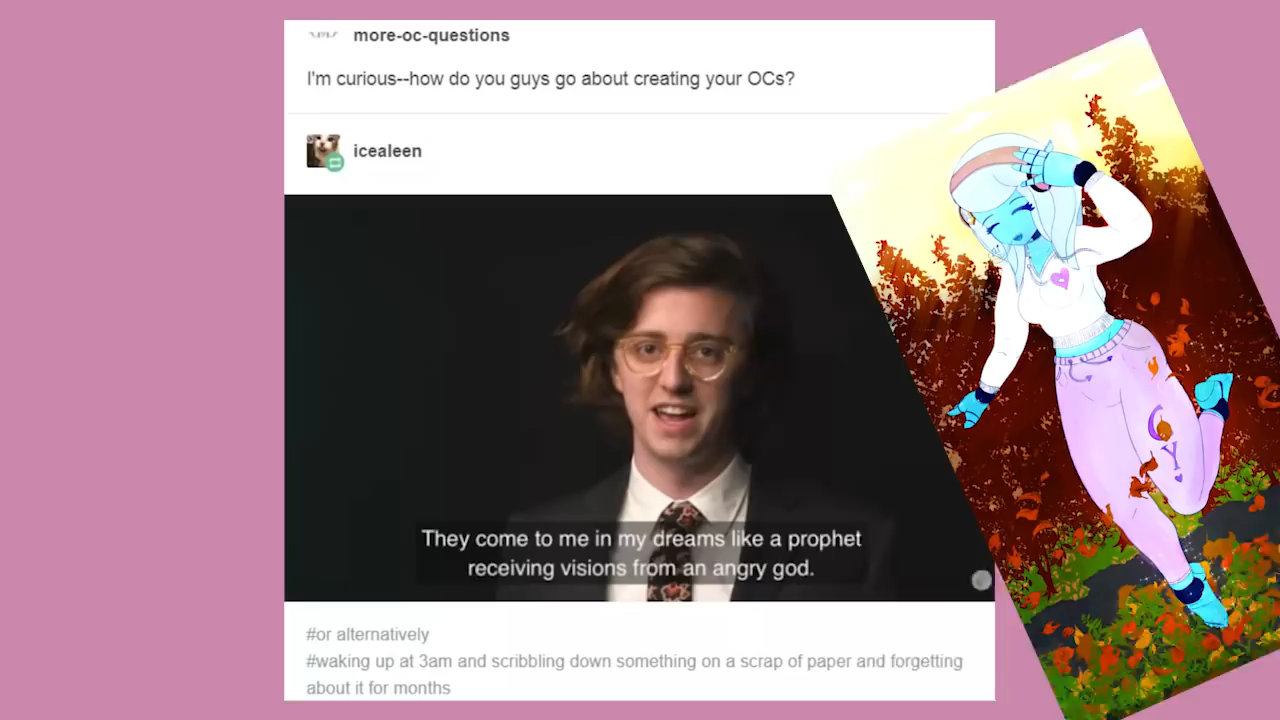 more-oc-questions
I'm curious--how do you guys go about creating your OCs?
icealeen
They come to me in my dreams like a prophet
receiving visions from an angry god.
#or alternatively
#waking up at 3am and scribbling down something on a scrap of paper and forgetting
about it for months